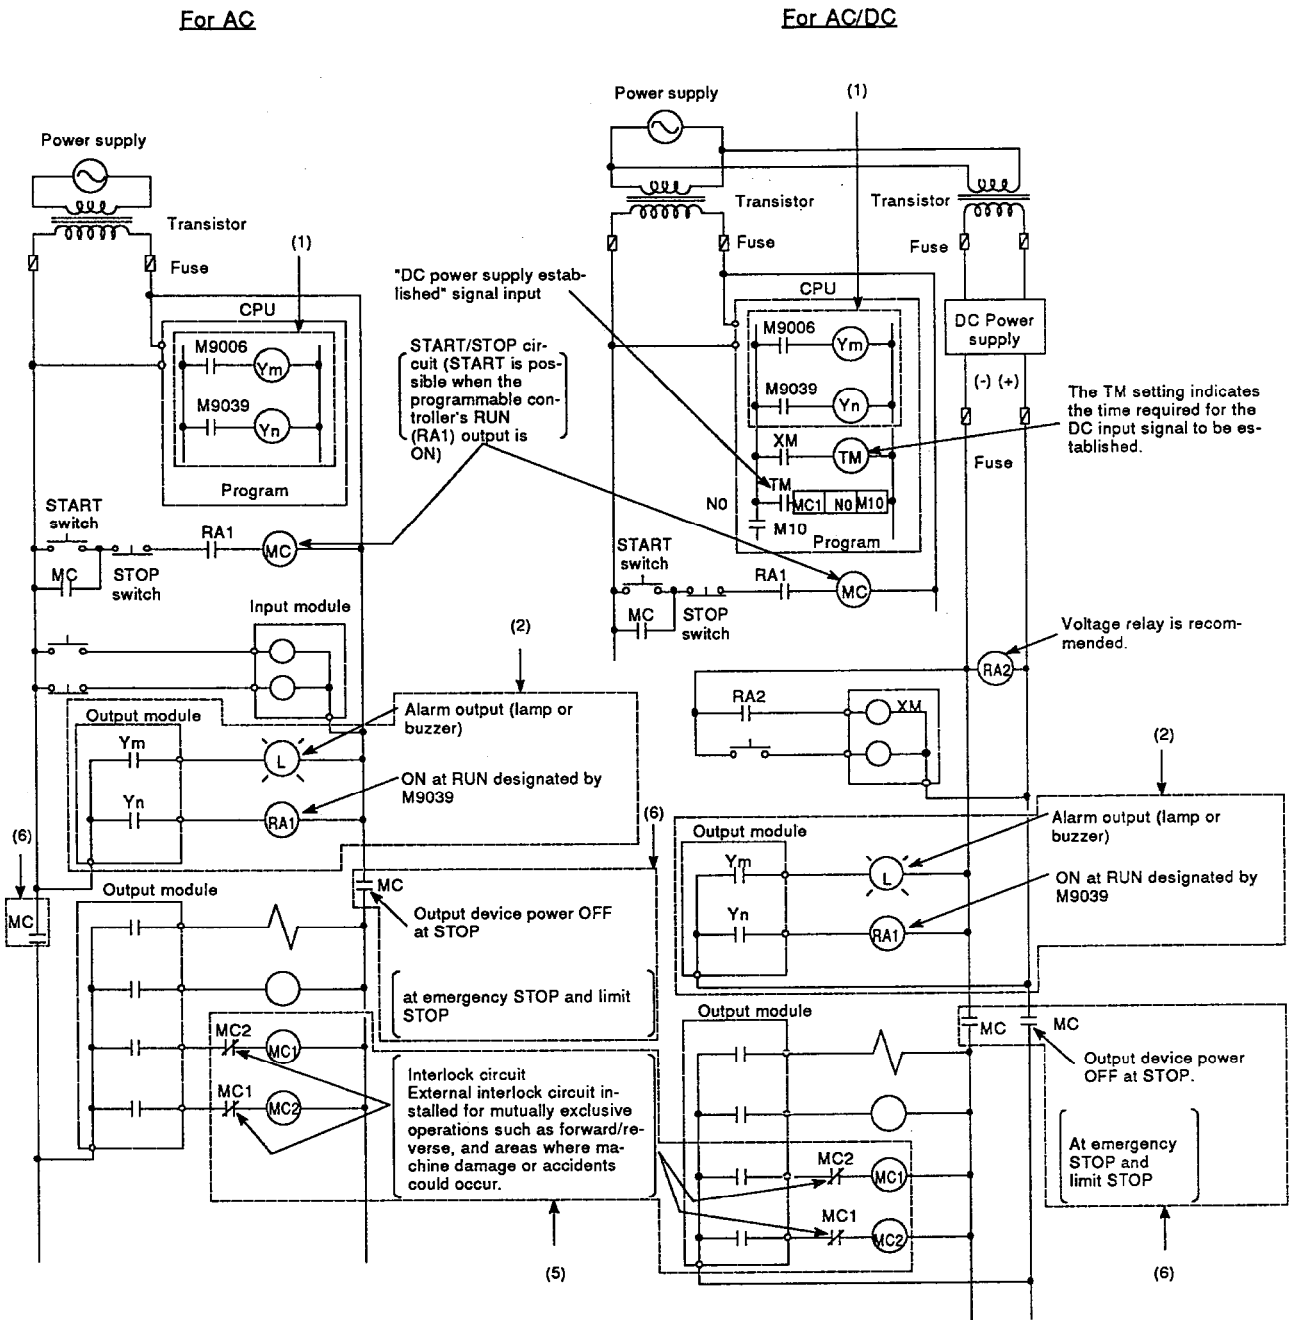 For AC
For AC/DC
Power supply
Transistor
Fuse
(1)
CPU
M9006
Ym
M9039
Yn
Program
START
switch
MC
STOP
switch
RA1
MC
Input module
(2)
Output module
Ym
L
Alarm output (lamp or
buzzer)
Yn
RA1
ON at RUN designated by
M9039
(6)
MC
(6)
MC
Output device power OFF
at STOP
at emergency STOP and limit
STOP
Output module
MC2
MC1
MC1
MC2
Interlock circuit
External interlock circuit in-
stalled for mutually exclusive
operations such as forward/re-
verse, and areas where ma-
chine damage or accidents
could occur.
(5)
"DC power supply estab-
lished" signal input
START/STOP cir-
cuit (START is pos-
sible when the
programmable con-
troller's RUN
(RA1) output is
ON)
Power supply
(1)
Transistor
Transistor
Fuse
Fuse
CPU
DC Power
supply
M9006
Ym
M9039
Yn
(-) (+)
XM
TM
The TM setting indicates
the time required for the
DC input signal to be es-
tablished.
Fuse
TM
N0
MC1 N0 M10
M10
Program
START
switch
MC
STOP
switch
RA1
MC
Voltage relay is recom-
mended.
RA2
RA2
XM
(2)
Output module
Ym
L
Alarm output (lamp or
buzzer)
Yn
RA1
ON at RUN designated by
M9039
Output module
MC
MC
Output device power
OFF at STOP.
At emergency
STOP and
limit STOP
MC2
MC1
MC1
MC2
(6)